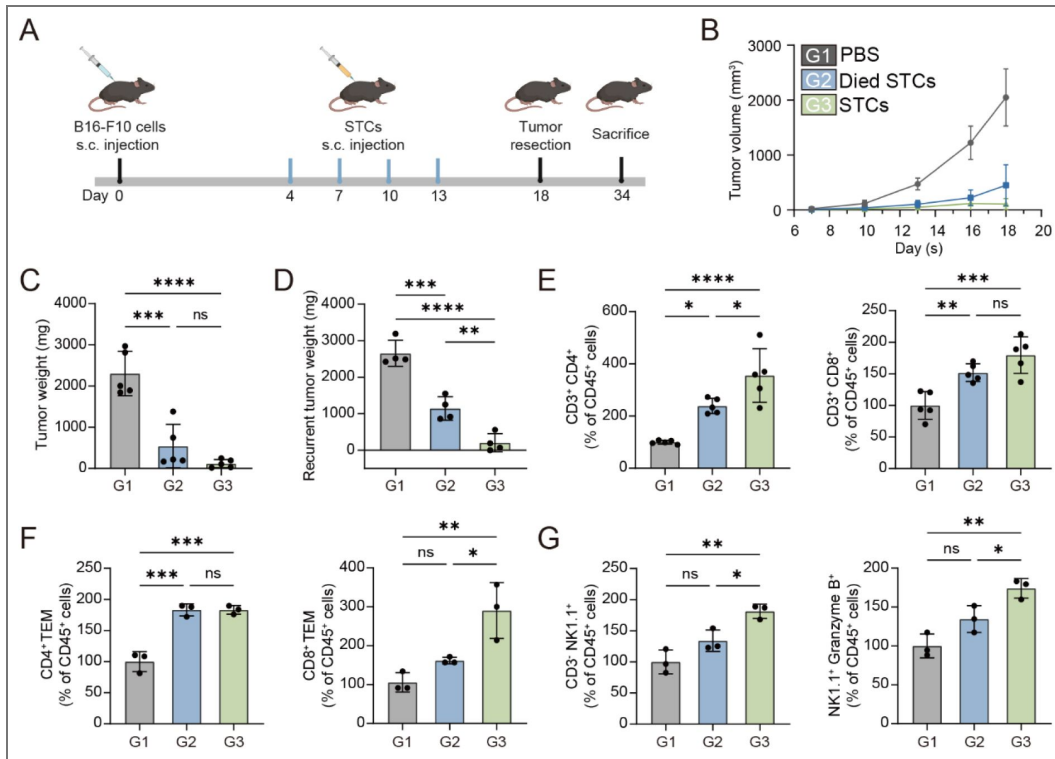 A
B16-F10 cells
s.c. injection
STCs
s.c. injection
Tumor
resection
Sacrifice
Day 0 4 7 10 13 18 34
B
G1 PBS
G2 Died STCs
G3 STCs
Tumor volume (mm³)
3000
2000
1000
0
6 8 10 12 14 16 18 20
Day (s)
C
Tumor weight (mg)
4000
3000
2000
1000
0
****
*** ns
G1 G2 G3
D
Recurrent tumor weight (mg)
4000
3000
2000
1000
0
***
****
**
G1 G2 G3
E
CD3⁺ CD4⁺
(% of CD45⁺ cells)
600
400
200
0
****
* *
G1 G2 G3
CD3⁺ CD8⁺
(% of CD45⁺ cells)
250
200
150
100
50
0
***
** ns
G1 G2 G3
F
CD4⁺TEM
(% of CD45⁺ cells)
250
200
150
100
50
0
***
*** ns
G1 G2 G3
CD8⁺TEM
(% of CD45⁺ cells)
400
300
200
100
0
**
ns *
G1 G2 G3
G
CD3⁻ NK1.1⁺
(% of CD45⁺ cells)
250
200
150
100
50
0
**
ns *
G1 G2 G3
NK1.1⁺ Granzyme B⁺
(% of CD45⁺ cells)
200
150
100
50
0
**
ns *
G1 G2 G3